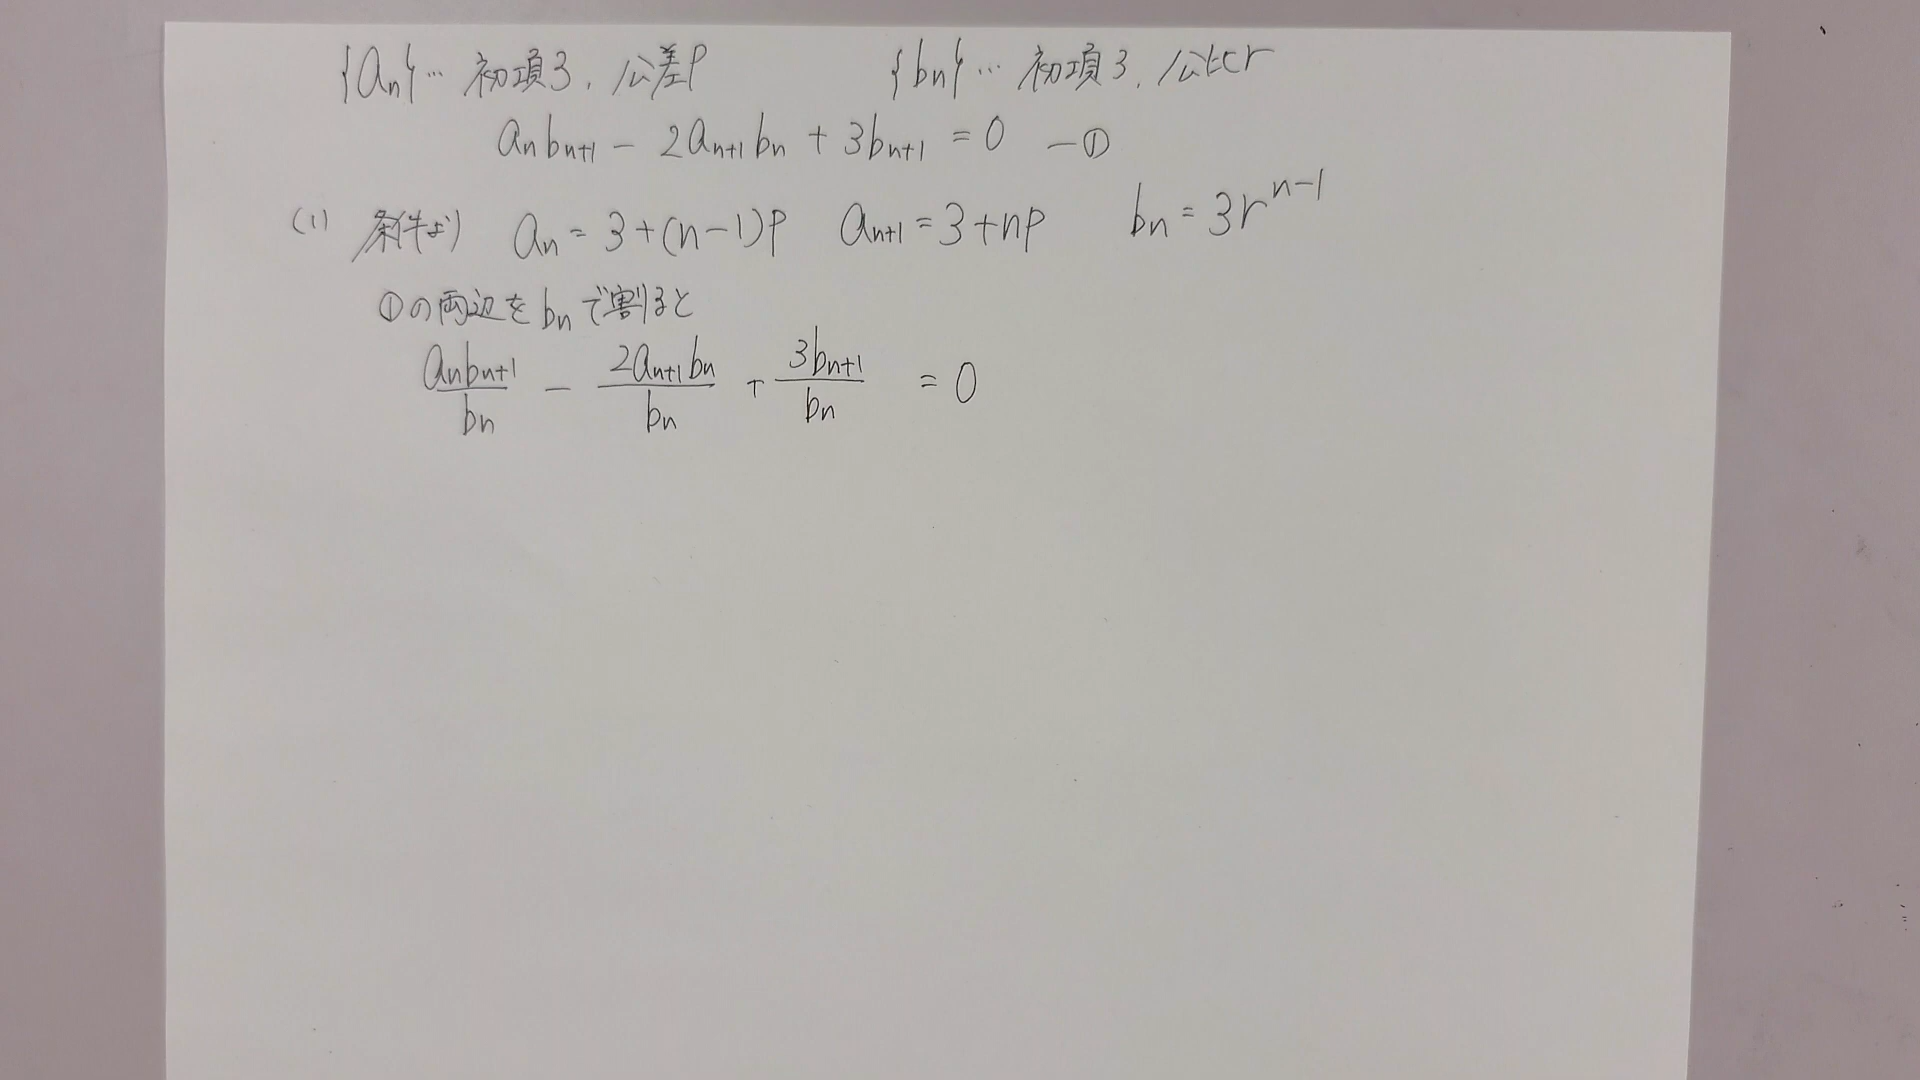 {an}… 初項3, 公差p {bn}… 初項3, 公比r
anbn+1 - 2an+1bn + 3bn+1 = 0 —①
(1) 条件より an = 3+(n-1)p an+1 = 3+np bn = 3r^{n-1}
①の両辺をbnで割ると
anbn+1/bn - 2an+1bn/bn + 3bn+1/bn = 0